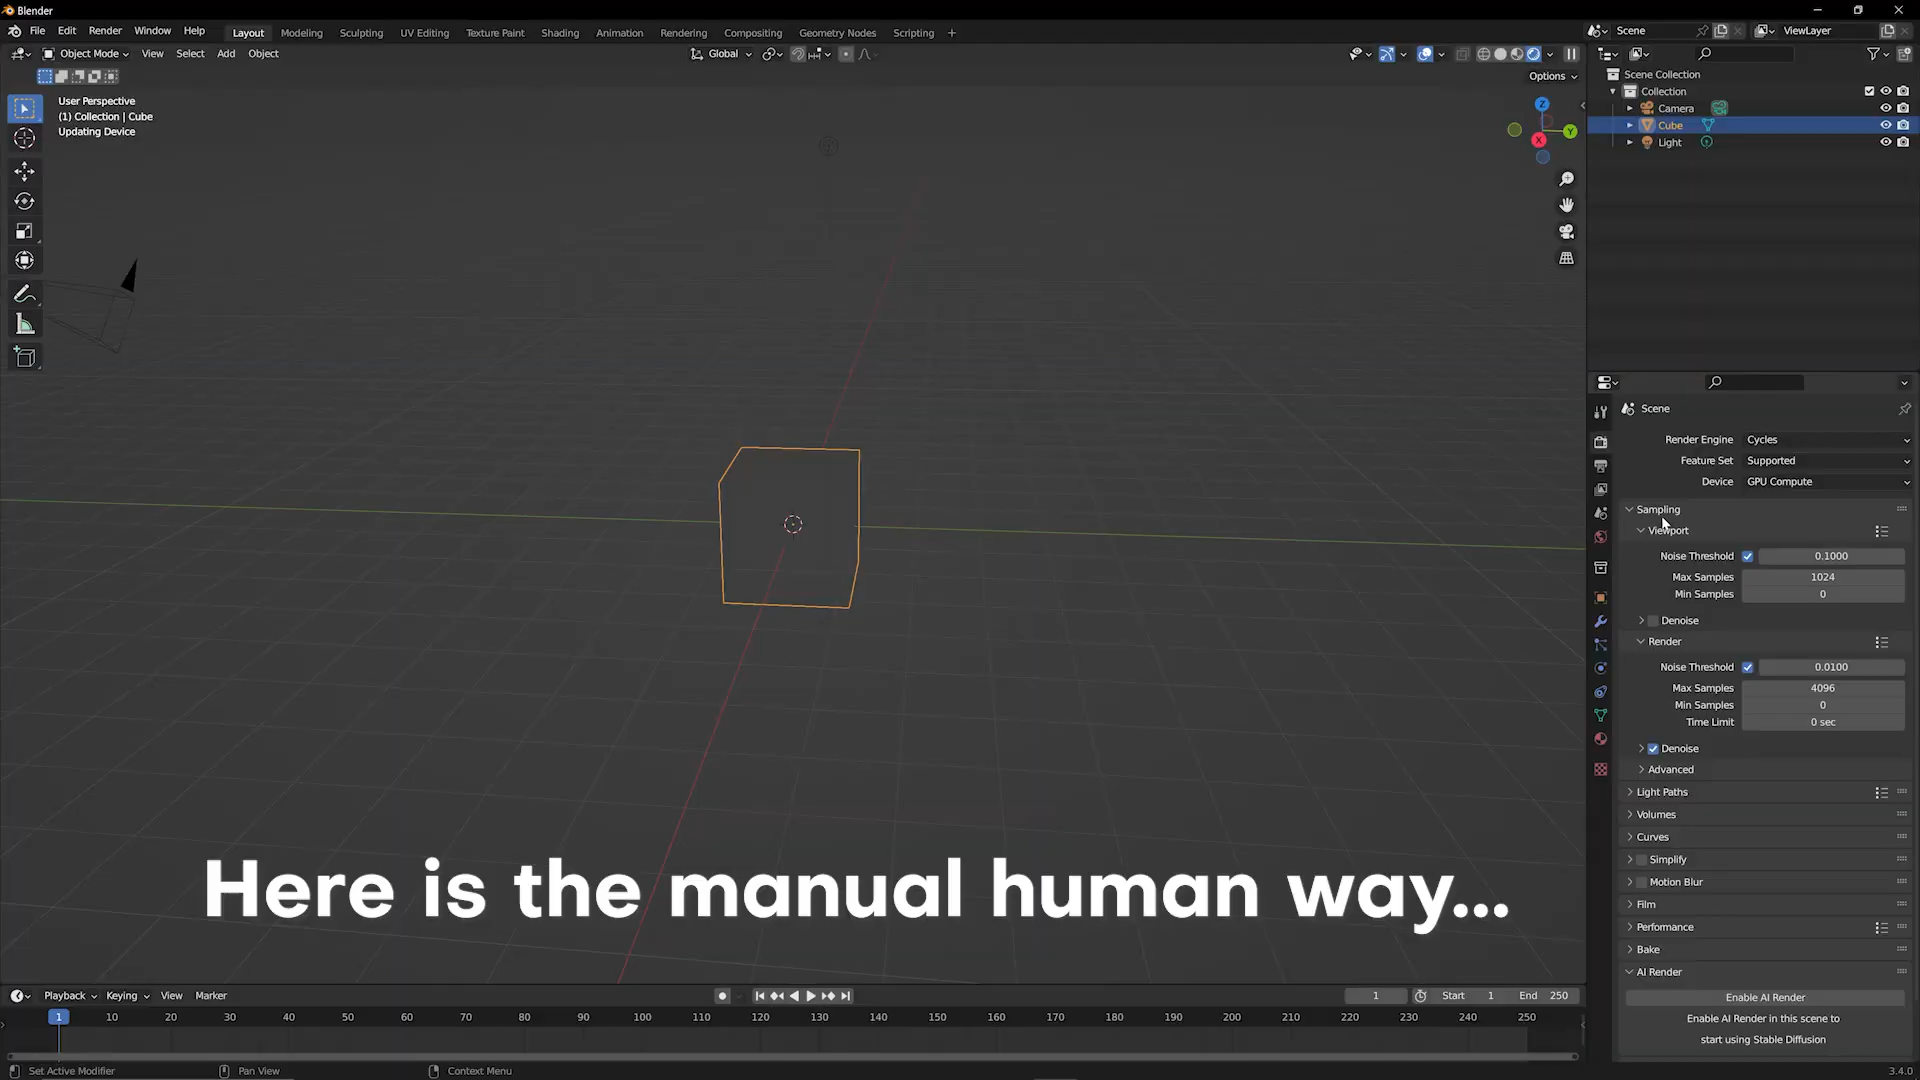 Blender
File Edit Render Window Help Layout Modeling Sculpting UV Editing Texture Paint Shading Animation Rendering Compositing Geometry Nodes Scripting +
Scene ViewLayer
Object Mode View Select Add Object Global
Options
User Perspective
(1) Collection | Cube
Updating Device
Z
Y
X
Scene Collection
Collection
Camera
Cube
Light
Scene
Render Engine Cycles
Feature Set Supported
Device GPU Compute
Sampling
Viewport
Noise Threshold 0.1000
Max Samples 1024
Min Samples 0
Denoise
Render
Noise Threshold 0.0100
Max Samples 4096
Min Samples 0
Time Limit 0 sec
Denoise
Advanced
Light Paths
Volumes
Curves
Simplify
Motion Blur
Film
Performance
Bake
AI Render
Enable AI Render
Enable AI Render in this scene to
start using Stable Diffusion
Here is the manual human way...
Playback Keying View Marker 1 Start 1 End 250
1 10 20 30 40 50 60 70 80 90 100 110 120 130 140 150 160 170 180 190 200 210 220 230 240 250
Set Active Modifier Pan View Context Menu 3.4.0